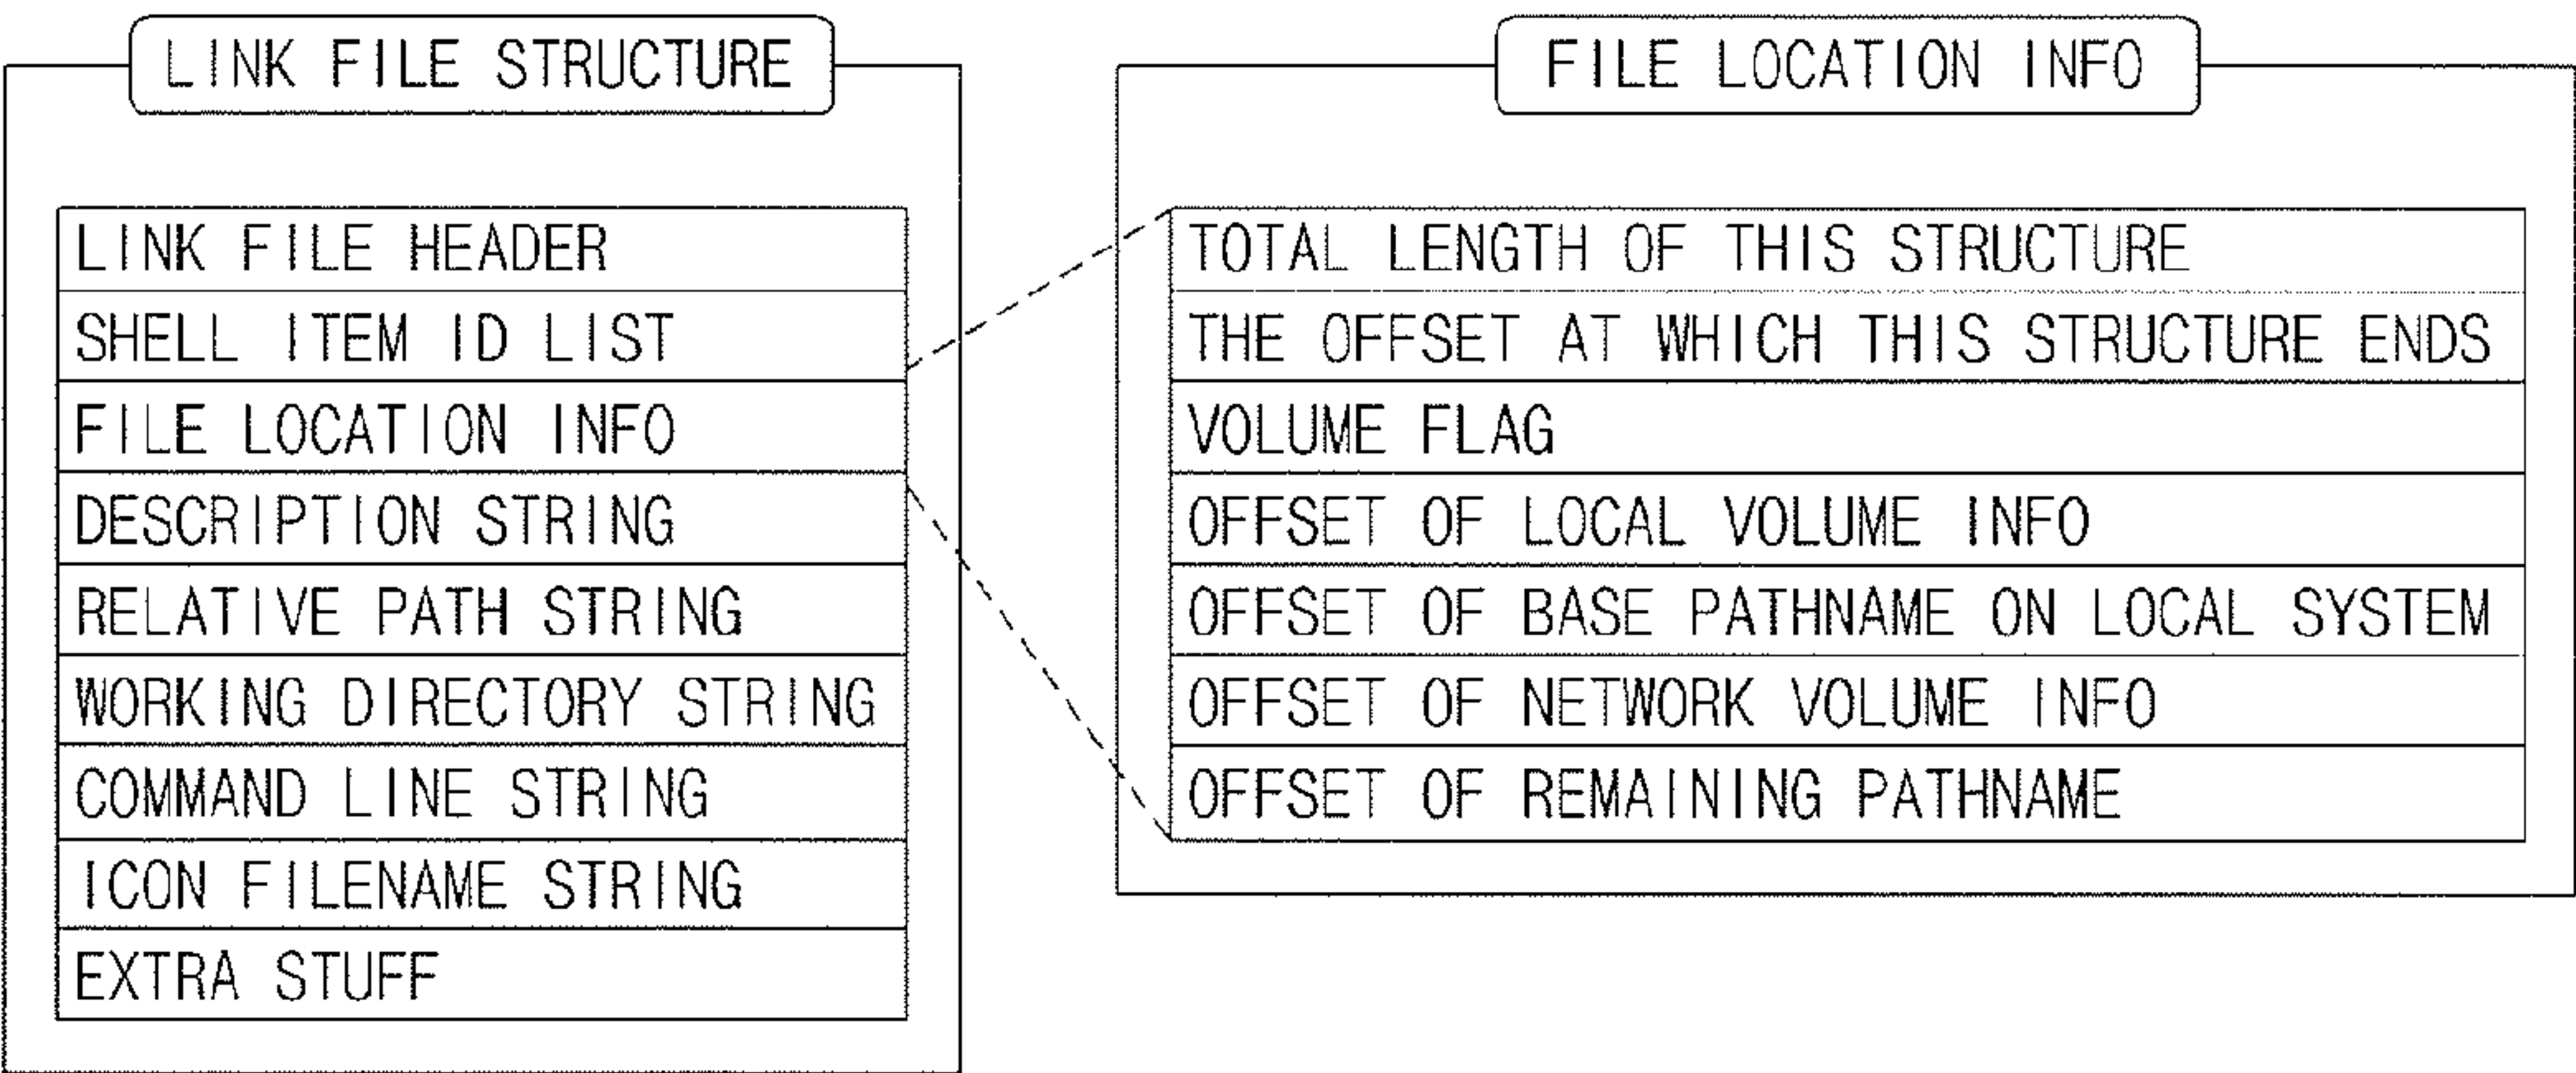 LINK FILE STRUCTURE
LINK FILE HEADER
SHELL ITEM ID LIST
FILE LOCATION INFO
DESCRIPTION STRING
RELATIVE PATH STRING
WORKING DIRECTORY STRING
COMMAND LINE STRING
ICON FILENAME STRING
EXTRA STUFF
FILE LOCATION INFO
TOTAL LENGTH OF THIS STRUCTURE
THE OFFSET AT WHICH THIS STRUCTURE ENDS
VOLUME FLAG
OFFSET OF LOCAL VOLUME INFO
OFFSET OF BASE PATHNAME ON LOCAL SYSTEM
OFFSET OF NETWORK VOLUME INFO
OFFSET OF REMAINING PATHNAME